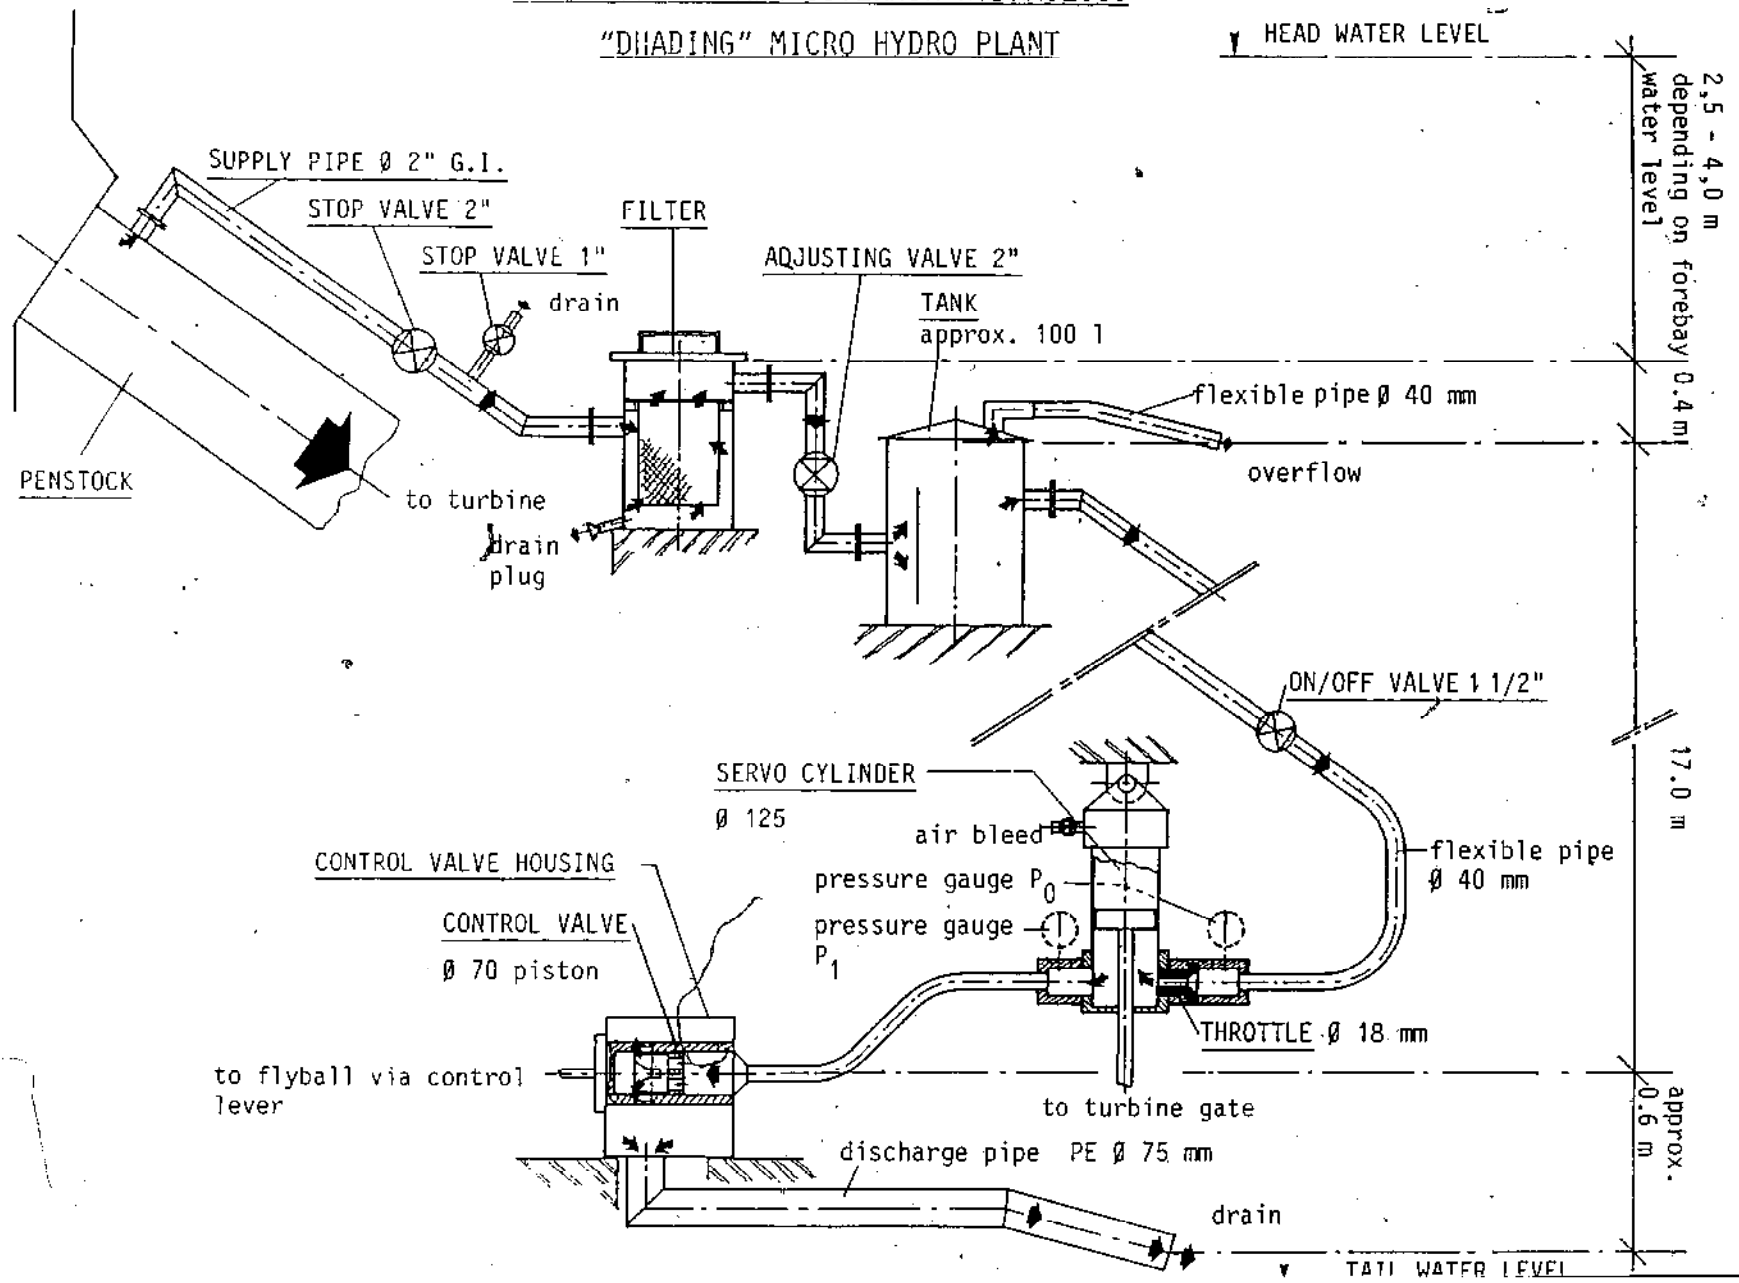 "DHADING" MICRO HYDRO PLANT
HEAD WATER LEVEL
2,5 - 4,0 m
depending on forebay
water level
SUPPLY PIPE Ø 2" G.I.
STOP VALVE 2"
STOP VALVE 1"
drain
FILTER
ADJUSTING VALVE 2"
TANK
approx. 100 l
flexible pipe Ø 40 mm
0.4 m
overflow
PENSTOCK
to turbine
drain
plug
ON/OFF VALVE 1 1/2"
17.0 m
SERVO CYLINDER
Ø 125
air bleed
flexible pipe
Ø 40 mm
CONTROL VALVE HOUSING
pressure gauge P0
CONTROL VALVE
Ø 70 piston
pressure gauge
P1
THROTTLE Ø 18 mm
to flyball via control
lever
to turbine gate
approx.
0.6 m
discharge pipe PE Ø 75 mm
drain
TAIL WATER LEVEL